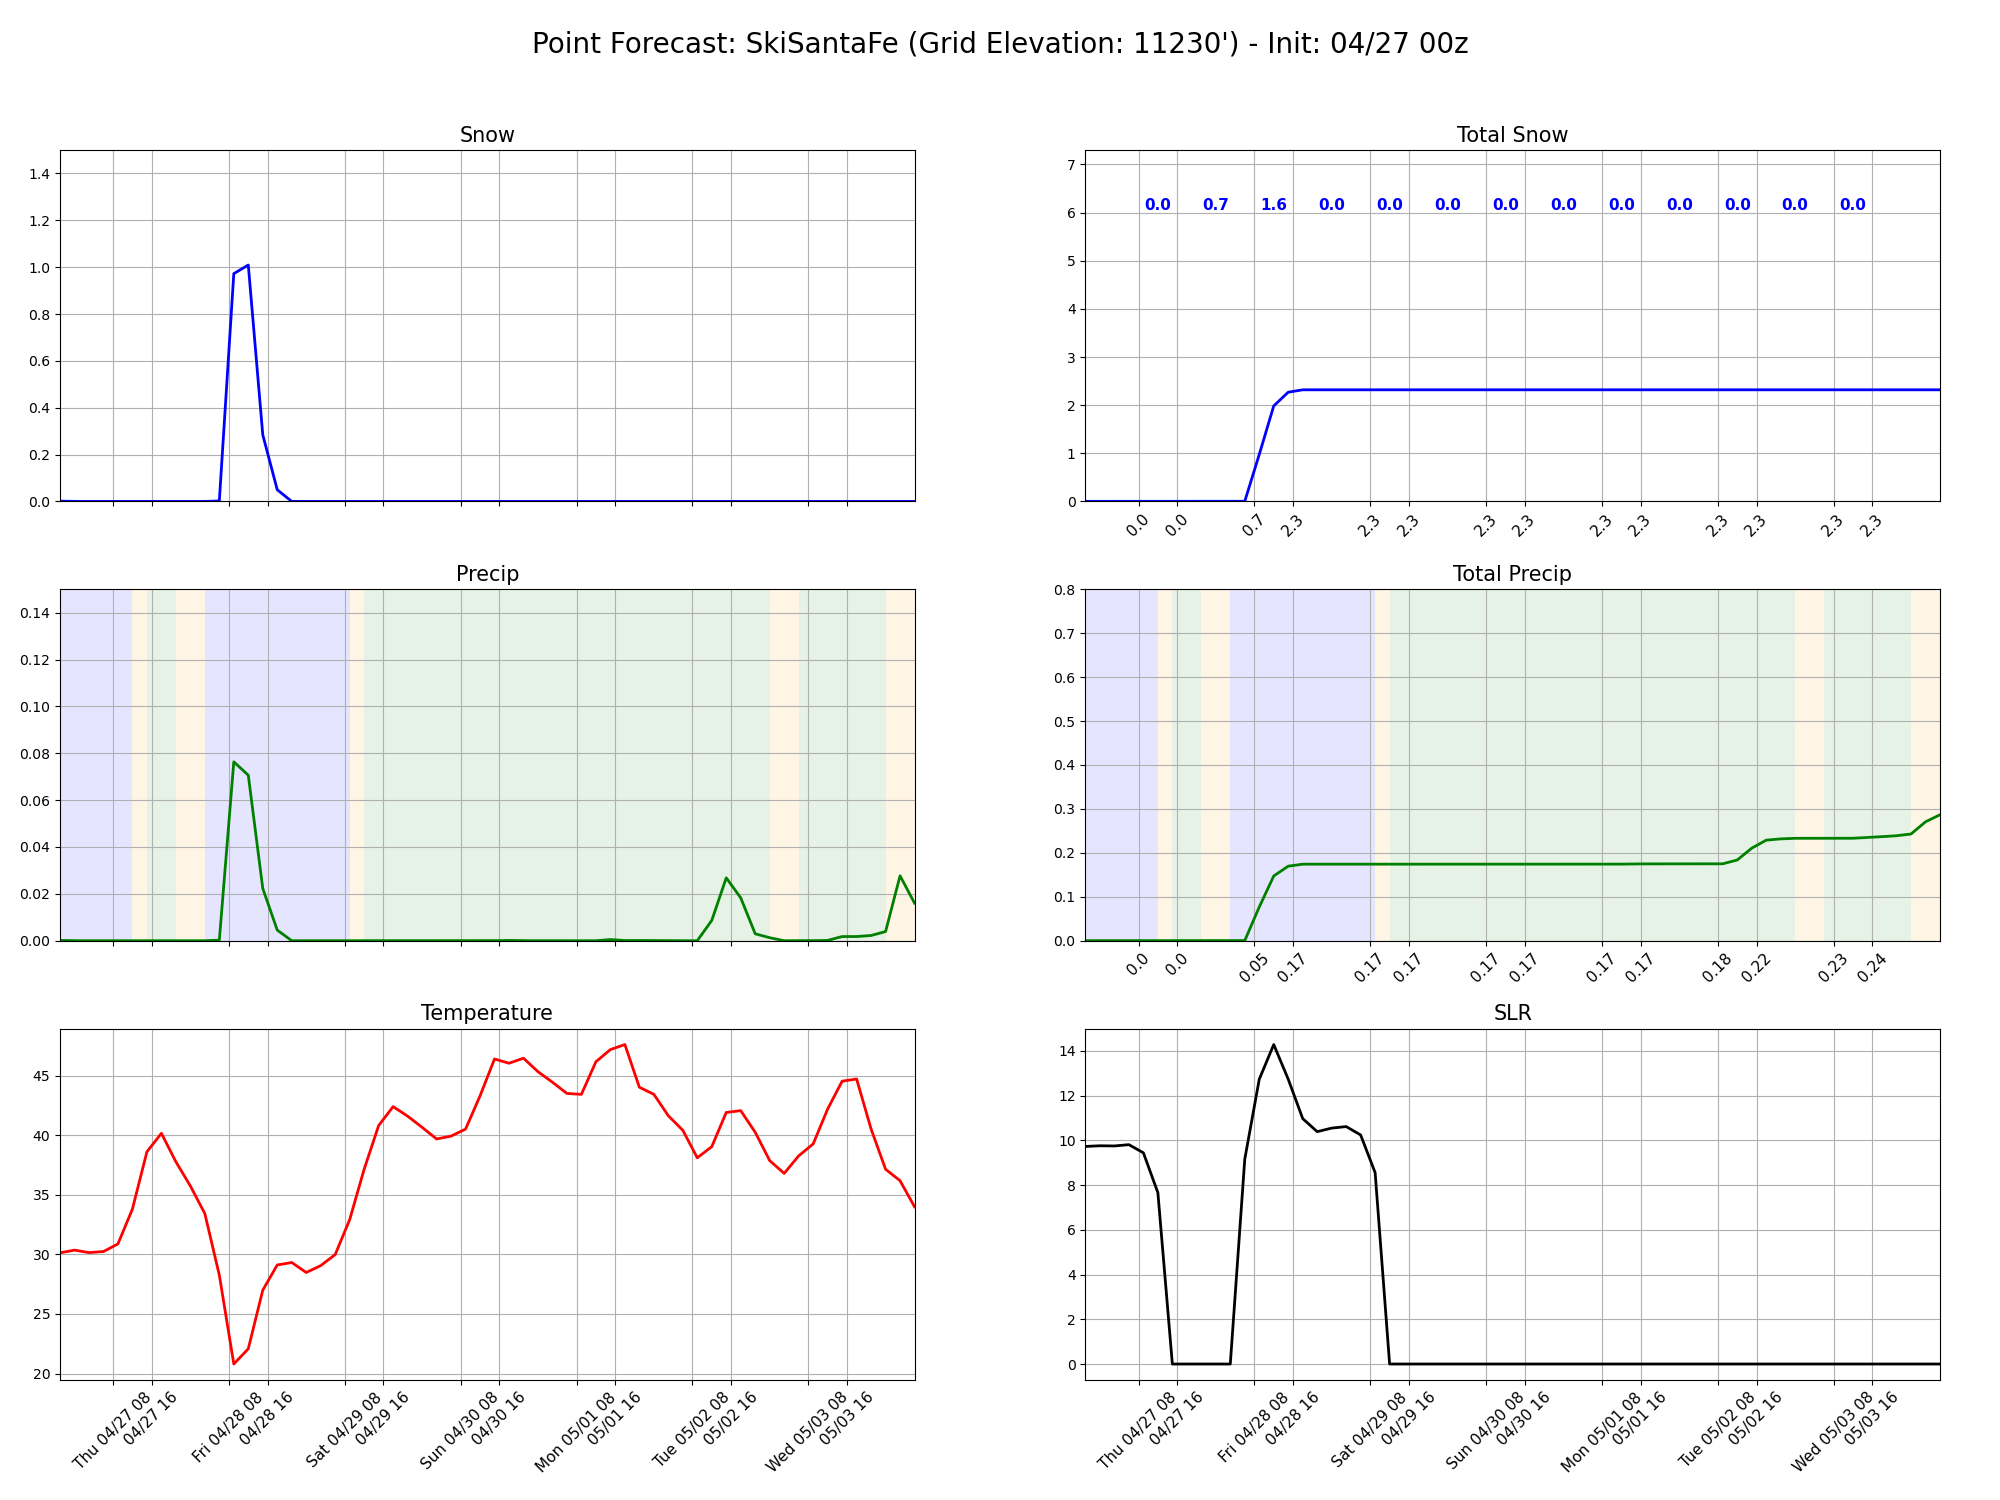 Point Forecast: SkiSantaFe (Grid Elevation: 11230') - Init: 04/27 00z
Snow
1.4
1.2
1.0
0.8
0.6
0.4
0.2
0.0
Total Snow
7
6
5
4
3
2
1
0
0.0 0.7 1.6 0.0 0.0 0.0 0.0 0.0 0.0 0.0 0.0 0.0 0.0
0.0 0.0 0.7 2.3 2.3 2.3 2.3 2.3 2.3 2.3 2.3 2.3 2.3 2.3
Precip
0.14
0.12
0.10
0.08
0.06
0.04
0.02
0.00
Total Precip
0.8
0.7
0.6
0.5
0.4
0.3
0.2
0.1
0.0
0.0 0.0 0.05 0.17 0.17 0.17 0.17 0.17 0.17 0.17 0.18 0.22 0.23 0.24
Temperature
45
40
35
30
25
20
Thu 04/27 08
04/27 16
Fri 04/28 08
04/28 16
Sat 04/29 08
04/29 16
Sun 04/30 08
04/30 16
Mon 05/01 08
05/01 16
Tue 05/02 08
05/02 16
Wed 05/03 08
05/03 16
SLR
14
12
10
8
6
4
2
0
Thu 04/27 08
04/27 16
Fri 04/28 08
04/28 16
Sat 04/29 08
04/29 16
Sun 04/30 08
04/30 16
Mon 05/01 08
05/01 16
Tue 05/02 08
05/02 16
Wed 05/03 08
05/03 16